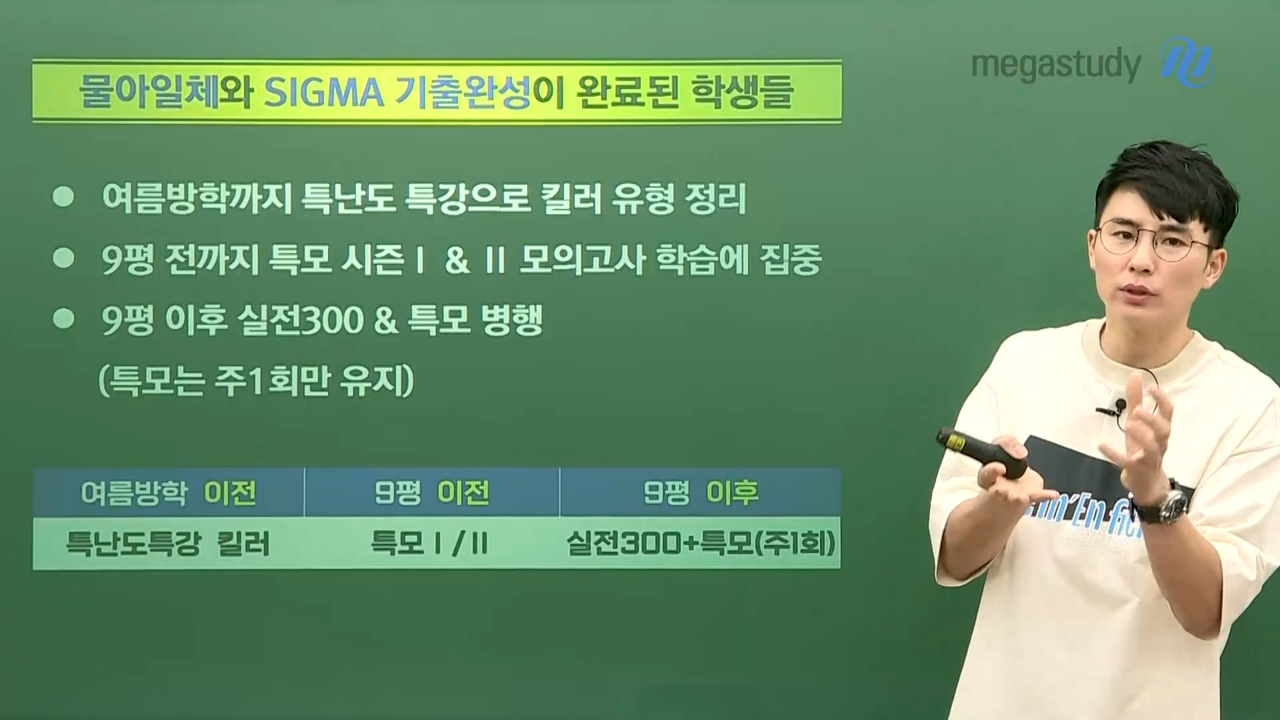 megastudy
물아일체와 SIGMA 기출완성이 완료된 학생들
● 여름방학까지 특난도 특강으로 킬러 유형 정리
● 9평 전까지 특모 시즌Ⅰ & Ⅱ 모의고사 학습에 집중
● 9평 이후 실전300 & 특모 병행
(특모는 주1회만 유지)
여름방학 이전 9평 이전 9평 이후
특난도특강 킬러 특모Ⅰ/Ⅱ 실전300+특모(주1회)